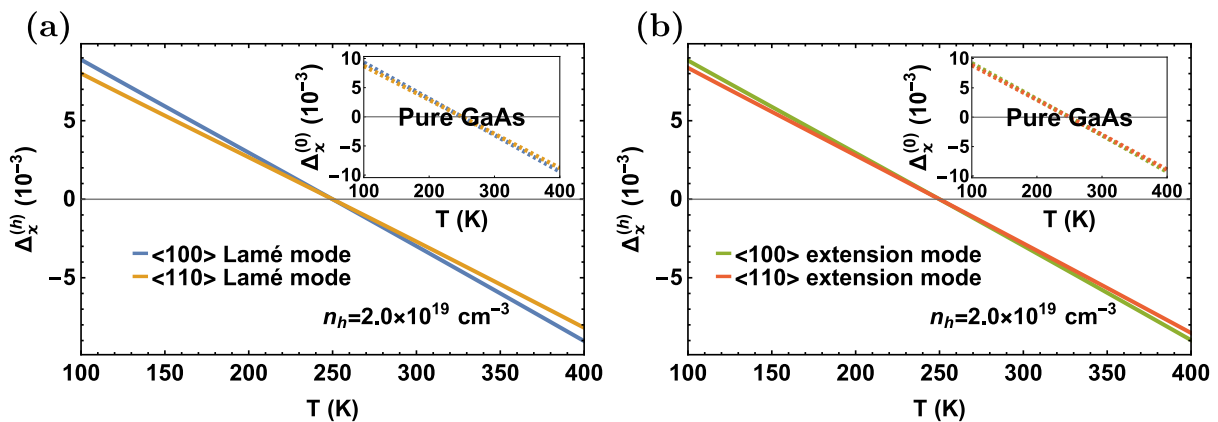 (a)
Δχ^(h) (10⁻³)
5
0
−5
100 150 200 250 300 350 400
T (K)
<100> Lamé mode
<110> Lamé mode
nₕ=2.0×10¹⁹ cm⁻³
Δχ^(0) (10⁻³)
10
5
0
−5
−10
100 200 300 400
T (K)
Pure GaAs
(b)
Δχ^(h) (10⁻³)
5
0
−5
100 150 200 250 300 350 400
T (K)
<100> extension mode
<110> extension mode
nₕ=2.0×10¹⁹ cm⁻³
Δχ^(0) (10⁻³)
10
5
0
−5
−10
100 200 300 400
T (K)
Pure GaAs